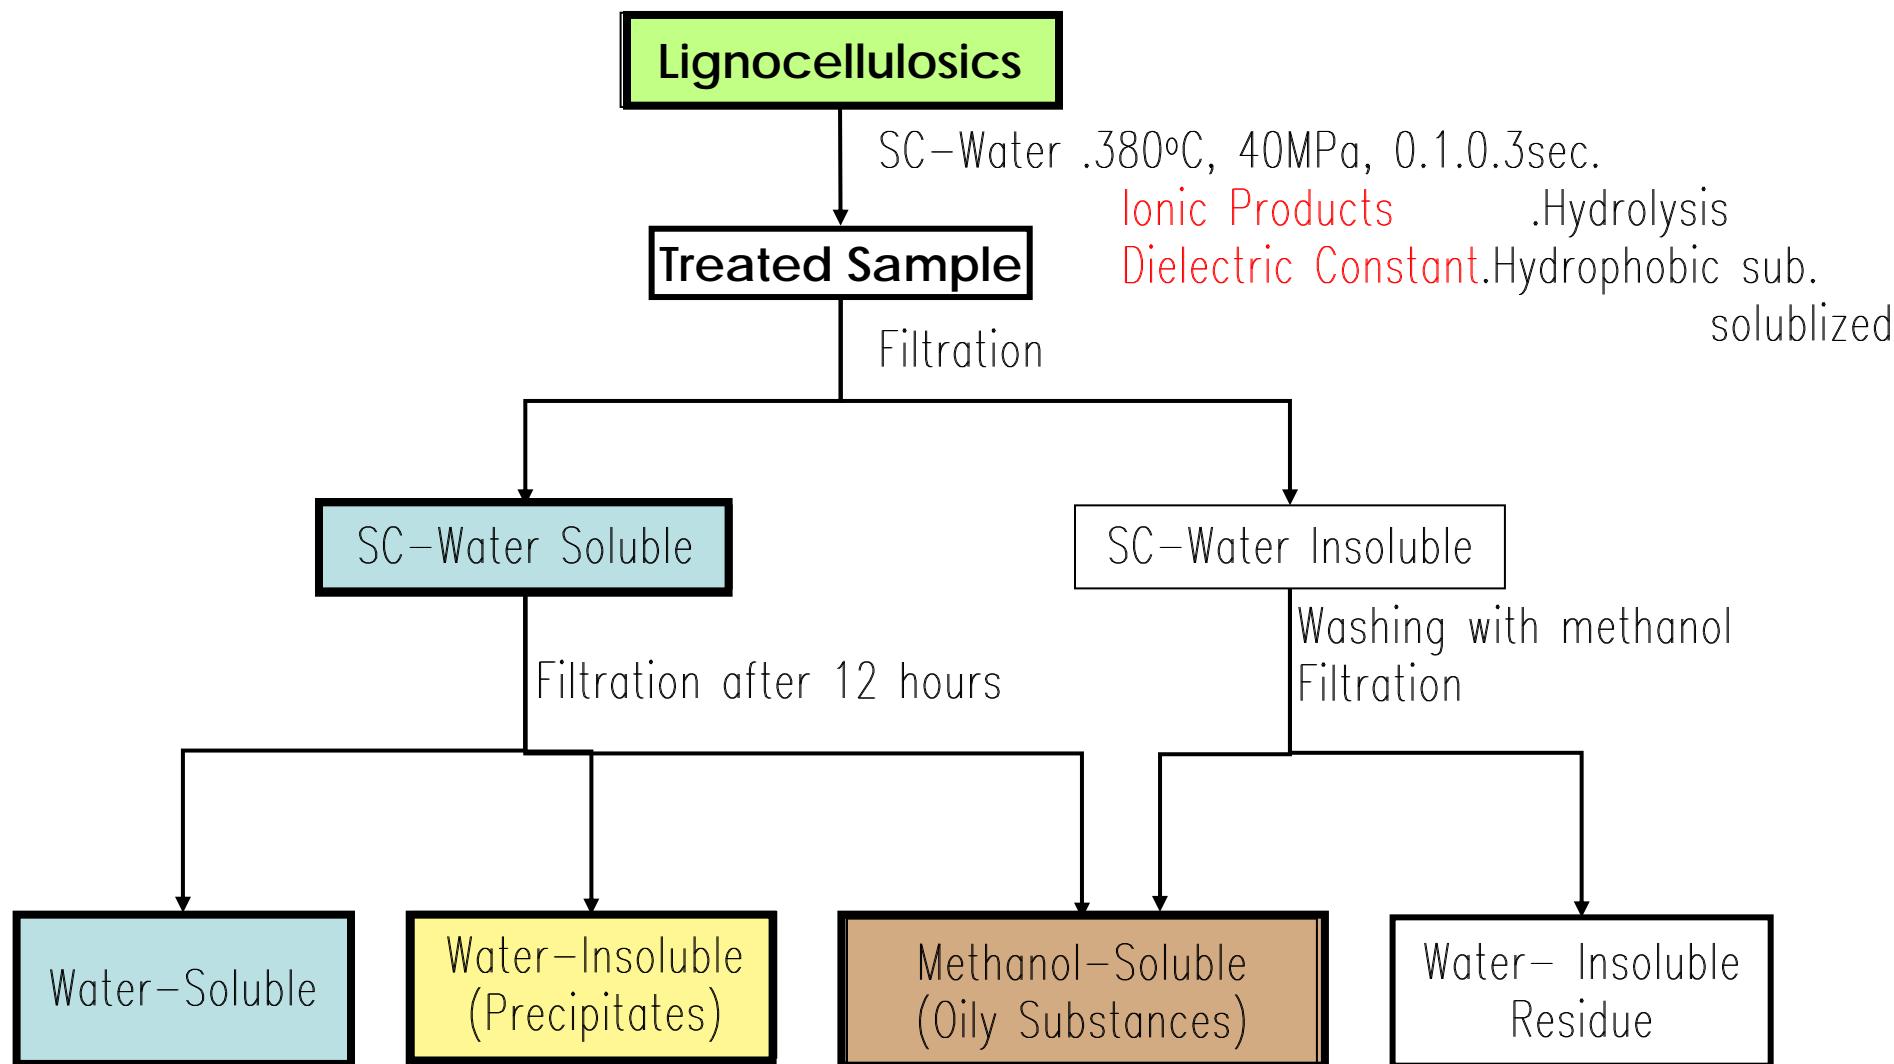 Lignocellulosics
SC-Water .380ºC, 40MPa, 0.1.0.3sec.
Ionic Products .Hydrolysis
Treated Sample
Dielectric Constant.Hydrophobic sub.
solublized
Filtration
SC-Water Soluble
SC-Water Insoluble
Washing with methanol
Filtration after 12 hours
Filtration
Water-Soluble
Water-Insoluble
(Precipitates)
Methanol-Soluble
(Oily Substances)
Water- Insoluble
Residue